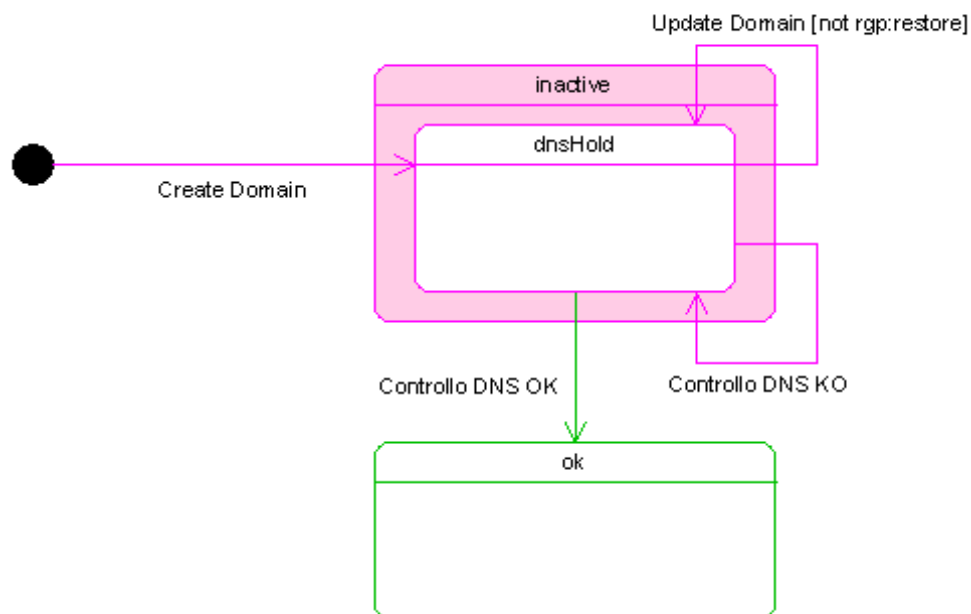 Update Domain [not rgp:restore]
inactive
dnsHold
Create Domain
Controllo DNS OK
Controllo DNS KO
ok